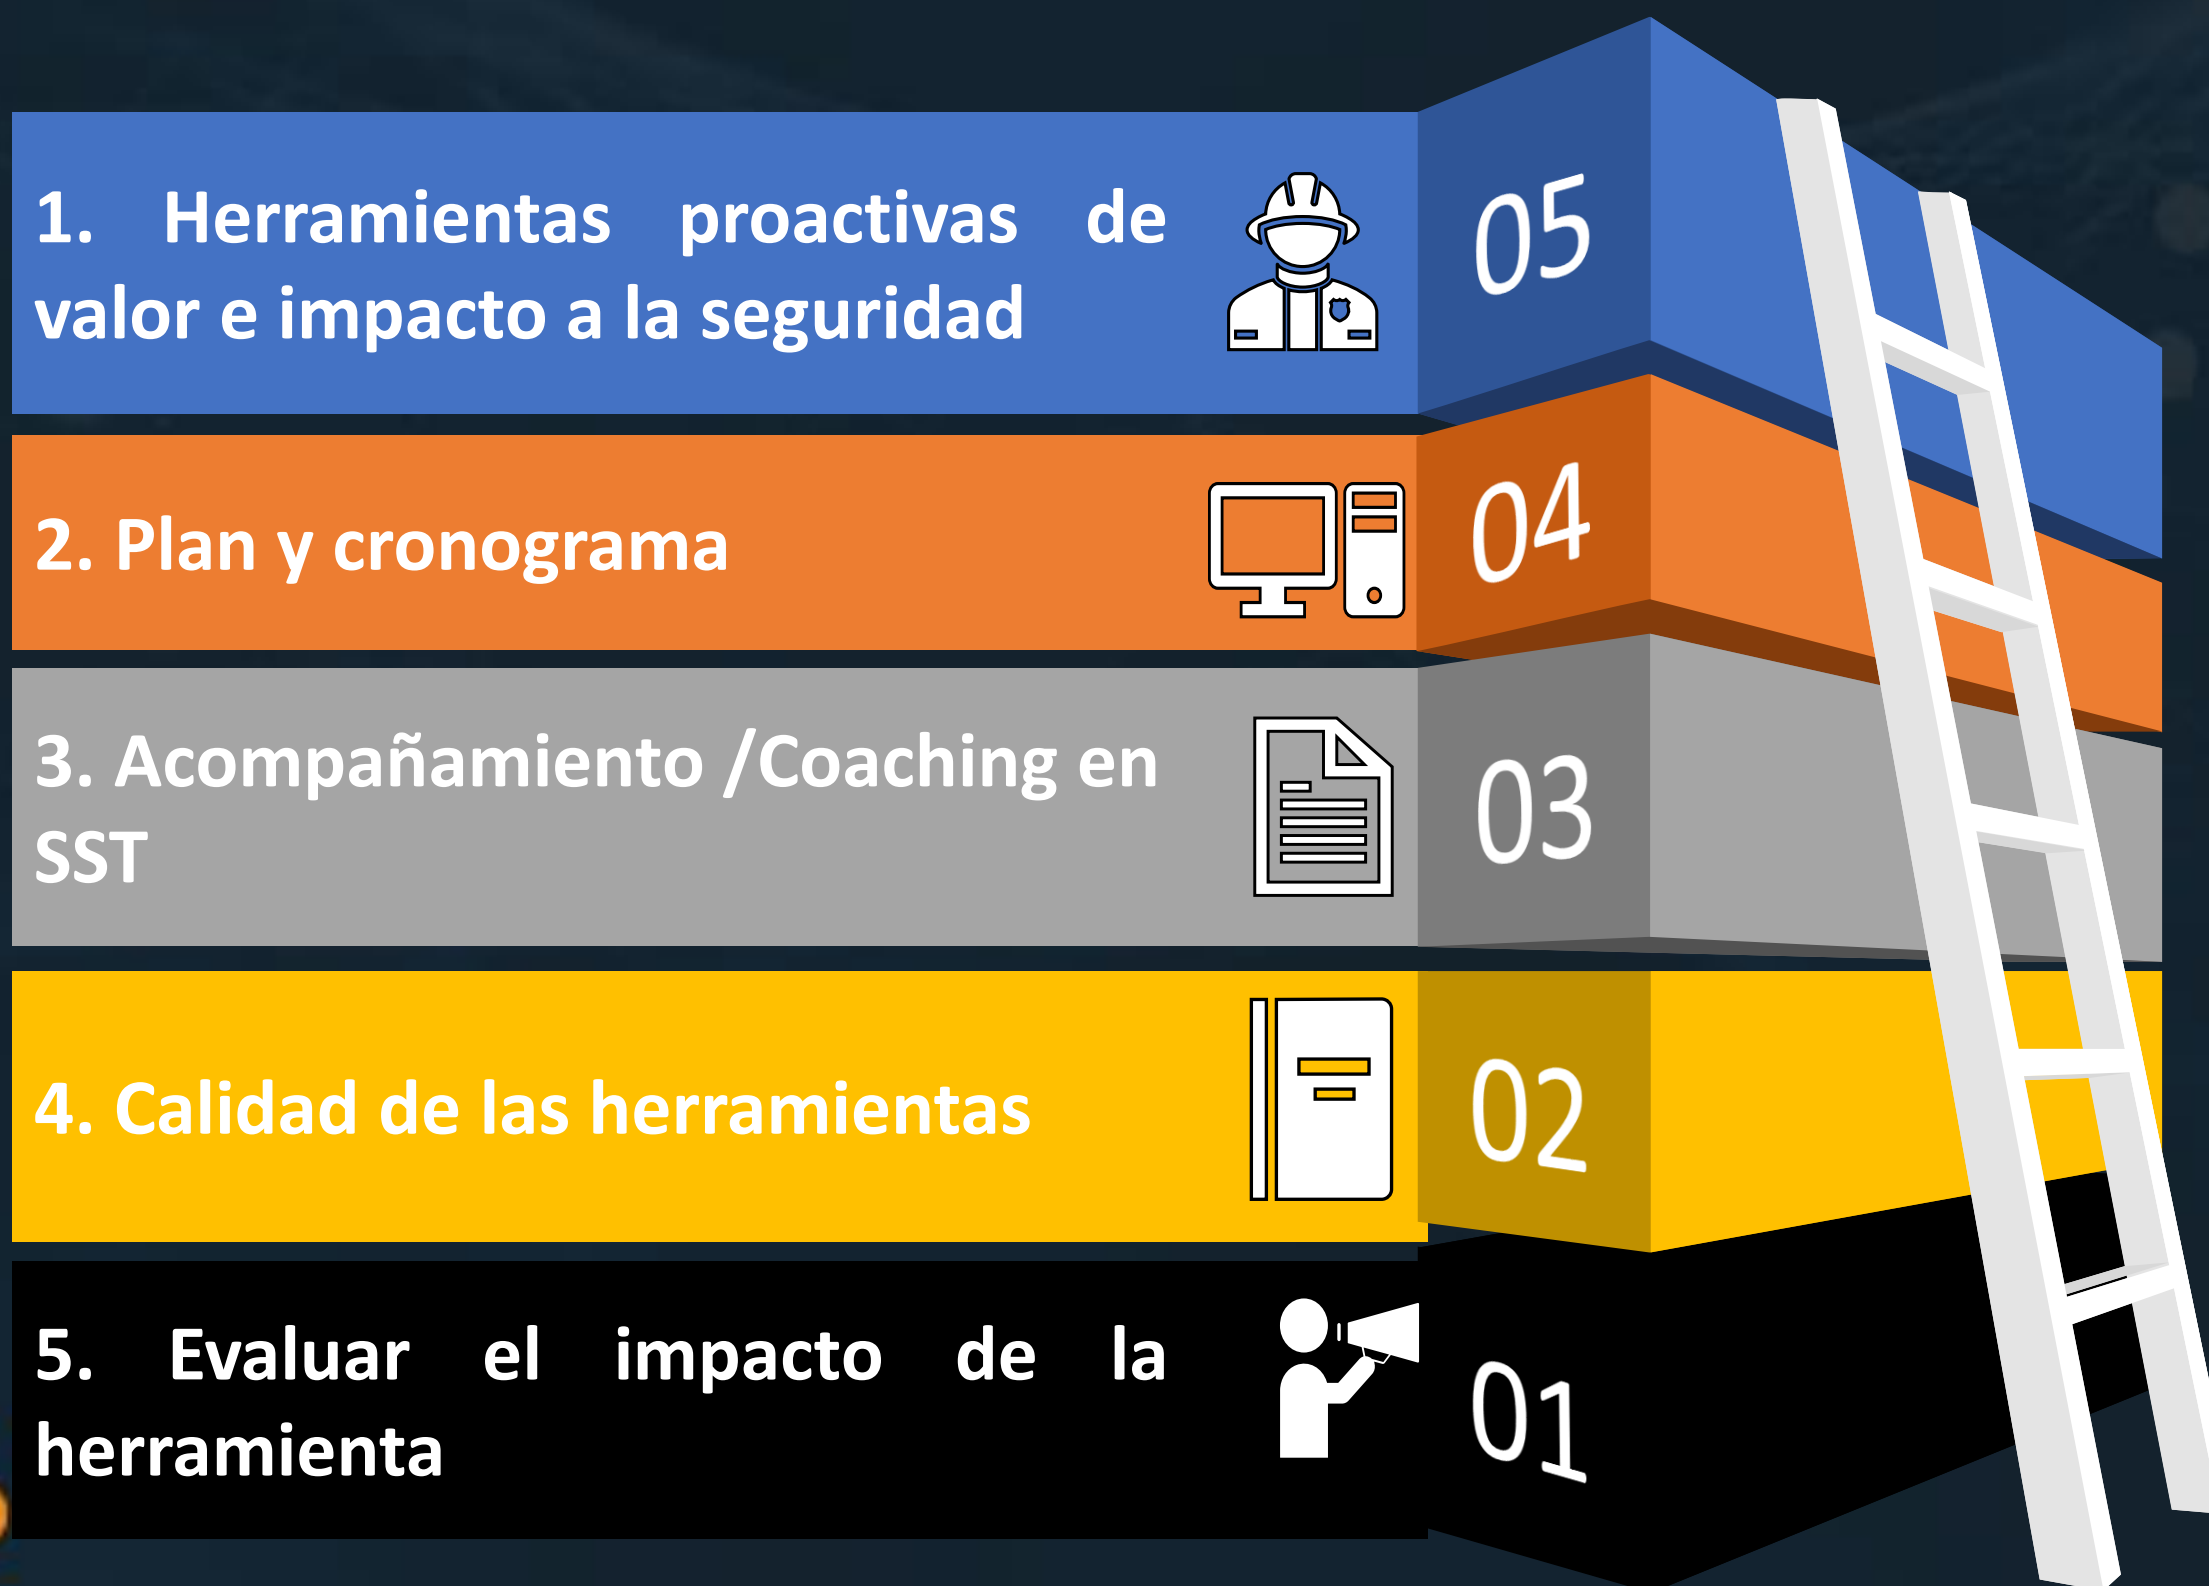 1. Herramientas proactivas de
valor e impacto a la seguridad
05
2. Plan y cronograma
04
3. Acompañamiento /Coaching en
SST
03
4. Calidad de las herramientas
02
5. Evaluar el impacto de la
herramienta
01